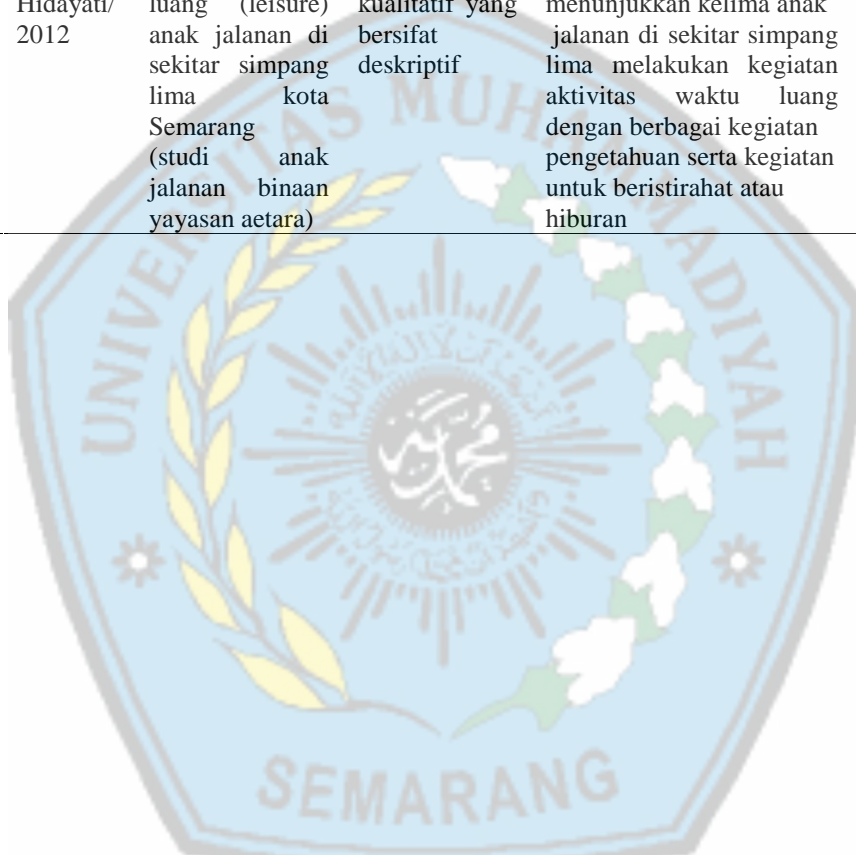 Hidayati/ luang (leisure) kualitatif yang menunjukkan kelima anak
2012 anak jalanan di bersifat jalanan di sekitar simpang
sekitar simpang deskriptif lima melakukan kegiatan
lima kota aktivitas waktu luang
Semarang dengan berbagai kegiatan
(studi anak pengetahuan serta kegiatan
jalanan binaan untuk beristirahat atau
yayasan aetara) hiburan
UNIVERSITAS MUHAMMADIYAH
SEMARANG